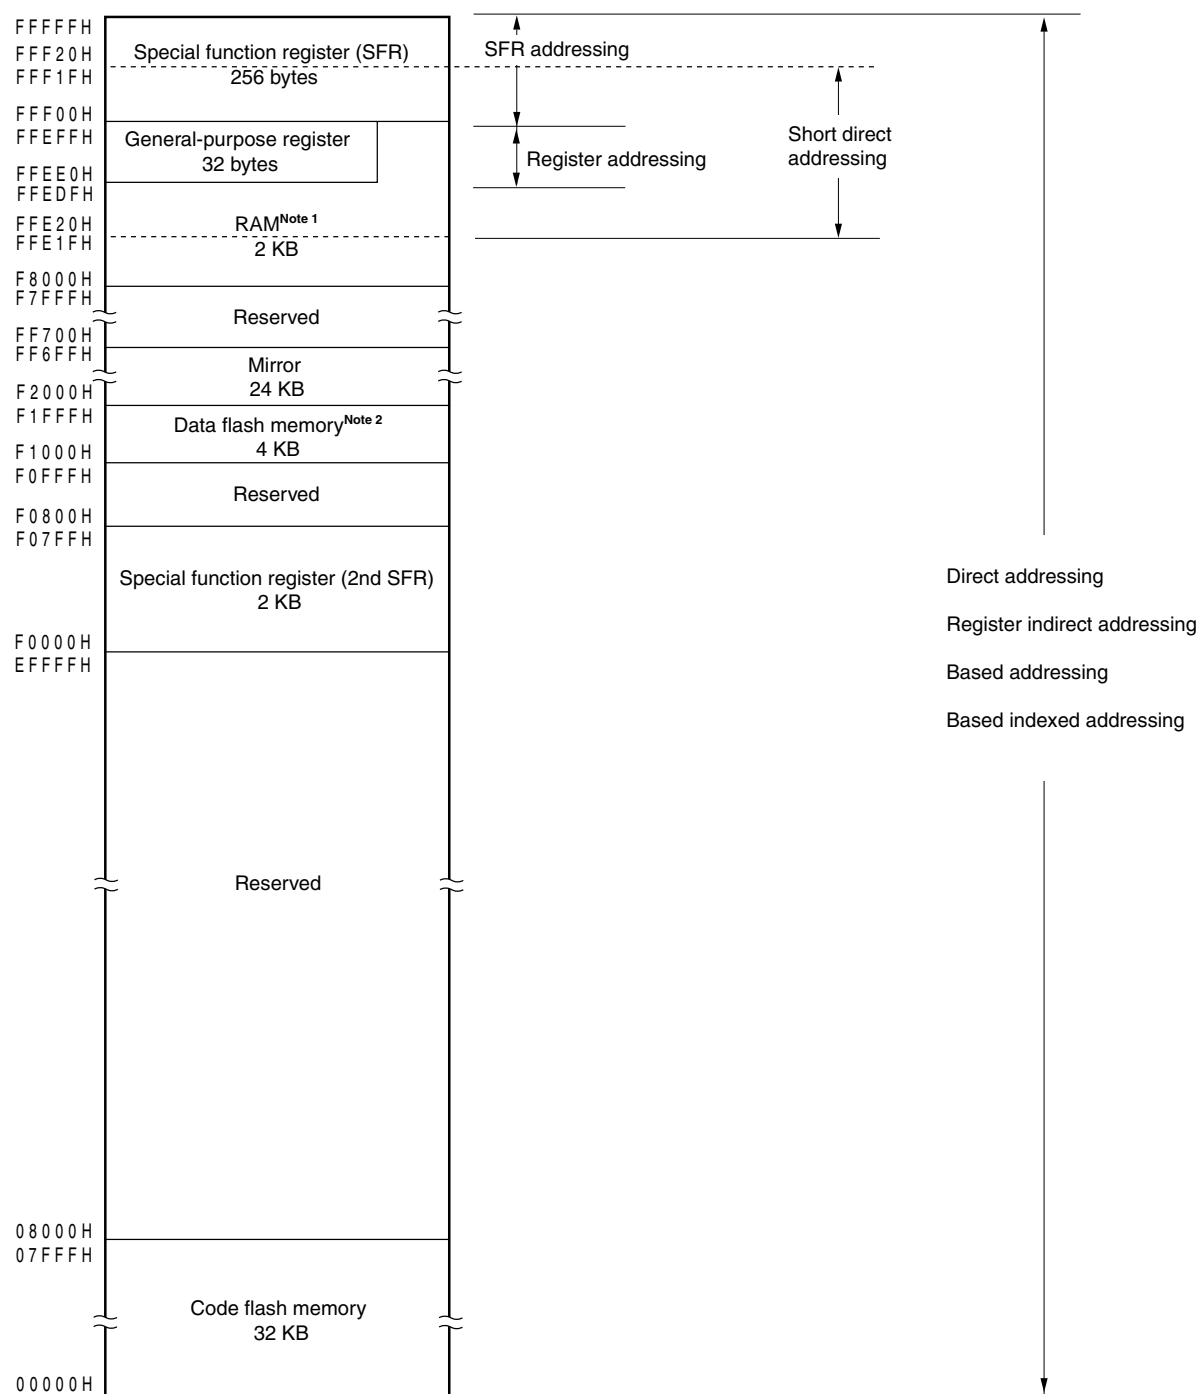 FFFFFH
FFF20H
FFF1FH
FFF00H
FFEFFH
FFEE0H
FFEDFH
FFE20H
FFE1FH
F8000H
F7FFFH
FF700H
FF6FFH
F2000H
F1FFFH
F1000H
F0FFFH
F0800H
F07FFH
F0000H
EFFFFH
08000H
07FFFH
00000H
Special function register (SFR)
256 bytes
General-purpose register
32 bytes
RAMNote 1
2 KB
Reserved
Mirror
24 KB
Data flash memoryNote 2
4 KB
Reserved
Special function register (2nd SFR)
2 KB
Reserved
Code flash memory
32 KB
SFR addressing
Register addressing
Short direct
addressing
Direct addressing
Register indirect addressing
Based addressing
Based indexed addressing